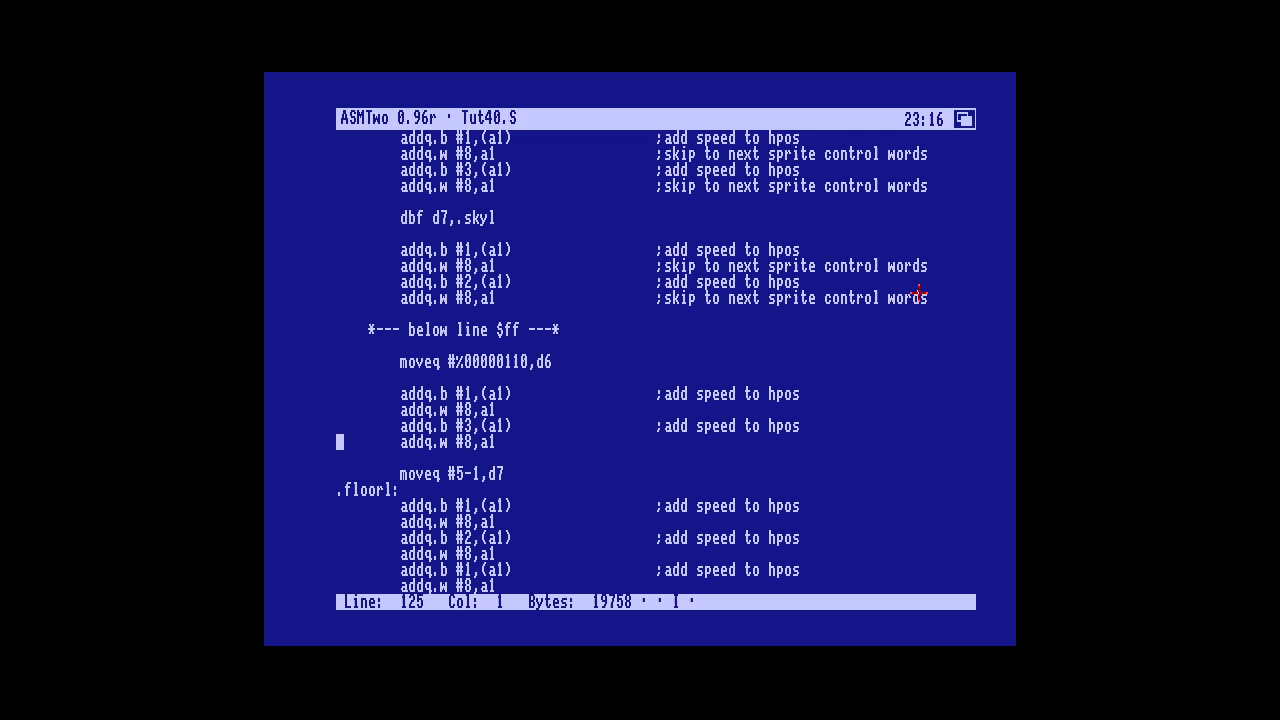 ASMTwo 0.96r · Tut40.S 23:16
addq.b #1,(a1) ;add speed to hpos
addq.w #8,a1 ;skip to next sprite control words
addq.b #3,(a1) ;add speed to hpos
addq.w #8,a1 ;skip to next sprite control words
dbf d7,.skyl
addq.b #1,(a1) ;add speed to hpos
addq.w #8,a1 ;skip to next sprite control words
addq.b #2,(a1) ;add speed to hpos
addq.w #8,a1 ;skip to next sprite control words
*--- below line $ff ---*
moveq #%00000110,d6
addq.b #1,(a1) ;add speed to hpos
addq.w #8,a1
addq.b #3,(a1) ;add speed to hpos
addq.w #8,a1
moveq #5-1,d7
.floorl:
addq.b #1,(a1) ;add speed to hpos
addq.w #8,a1
addq.b #2,(a1) ;add speed to hpos
addq.w #8,a1
addq.b #1,(a1) ;add speed to hpos
addq.w #8,a1
Line: 125 Col: 1 Bytes: 19758 · · I ·